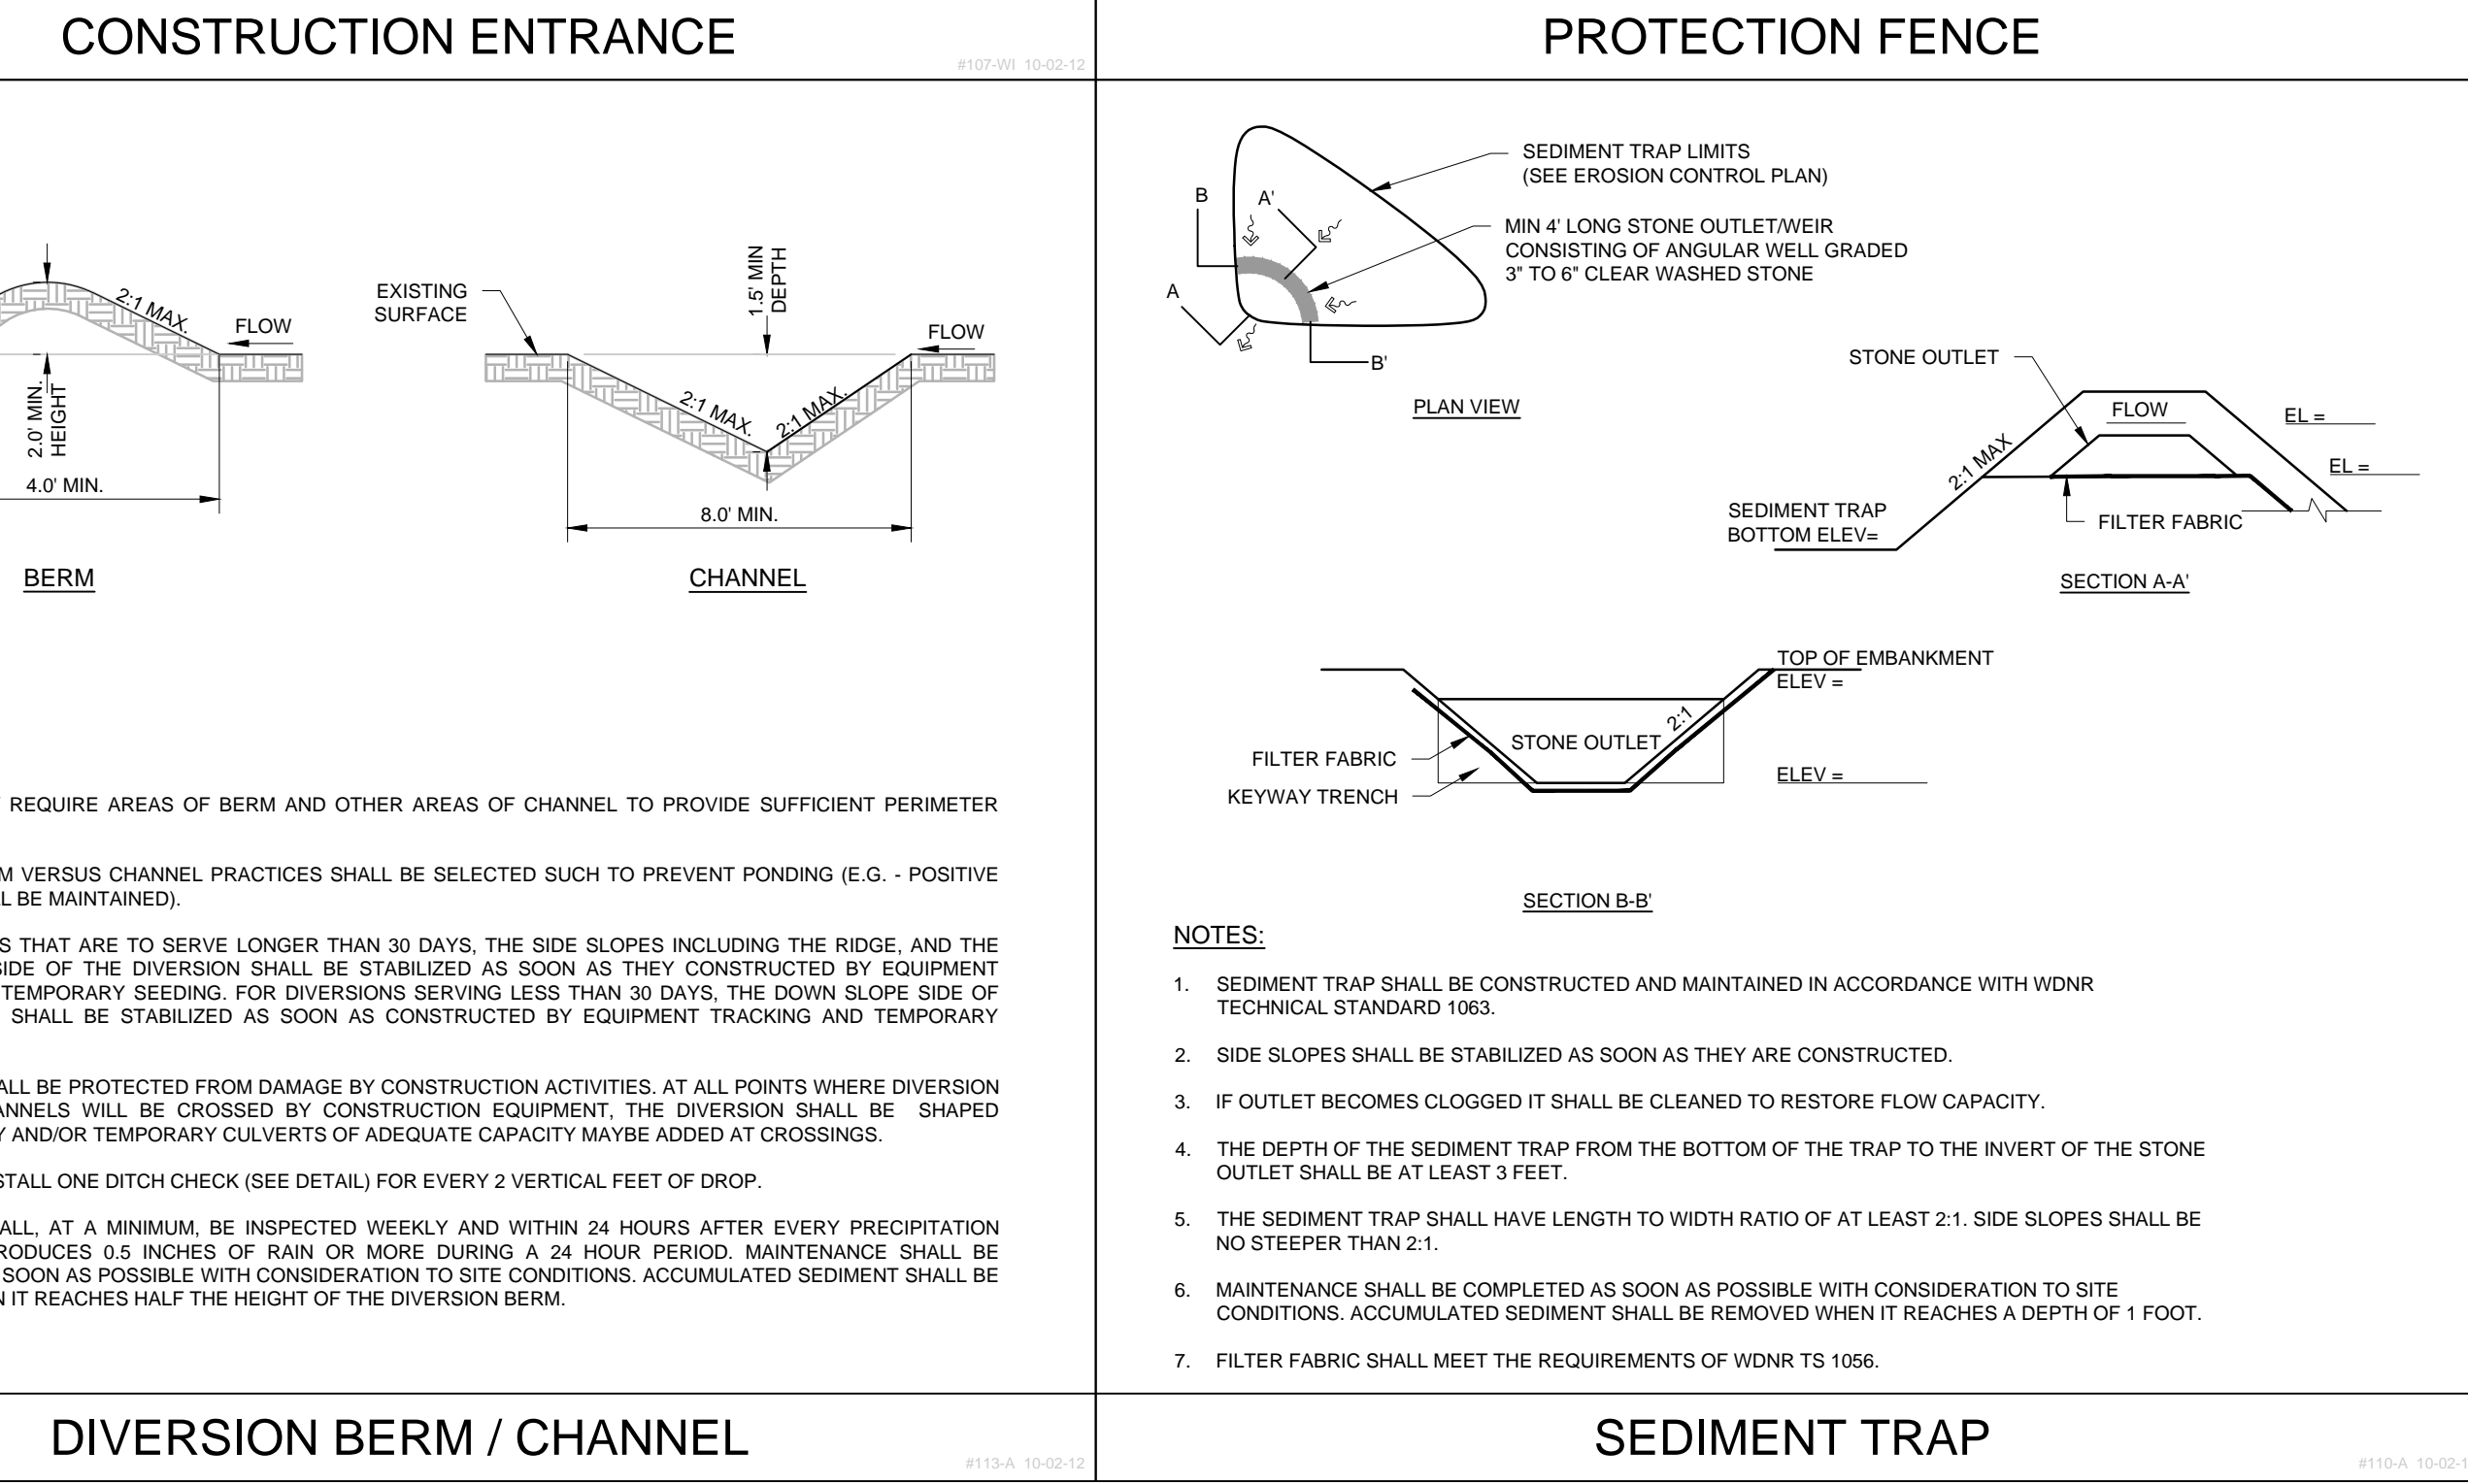 CONSTRUCTION ENTRANCE
#107-WI 10-02-12
PROTECTION FENCE
2:1 MAX.
FLOW
2.0' MIN.
HEIGHT
4.0' MIN.
BERM
EXISTING
SURFACE
1.5' MIN
DEPTH
FLOW
2:1 MAX.
2:1 MAX.
8.0' MIN.
CHANNEL
REQUIRE AREAS OF BERM AND OTHER AREAS OF CHANNEL TO PROVIDE SUFFICIENT PERIMETER
VERSUS CHANNEL PRACTICES SHALL BE SELECTED SUCH TO PREVENT PONDING (E.G. - POSITIVE
BE MAINTAINED).
THAT ARE TO SERVE LONGER THAN 30 DAYS, THE SIDE SLOPES INCLUDING THE RIDGE, AND THE
SIDE OF THE DIVERSION SHALL BE STABILIZED AS SOON AS THEY CONSTRUCTED BY EQUIPMENT
TEMPORARY SEEDING. FOR DIVERSIONS SERVING LESS THAN 30 DAYS, THE DOWN SLOPE SIDE OF
SHALL BE STABILIZED AS SOON AS CONSTRUCTED BY EQUIPMENT TRACKING AND TEMPORARY
ALL BE PROTECTED FROM DAMAGE BY CONSTRUCTION ACTIVITIES. AT ALL POINTS WHERE DIVERSION
ANNELS WILL BE CROSSED BY CONSTRUCTION EQUIPMENT, THE DIVERSION SHALL BE SHAPED
Y AND/OR TEMPORARY CULVERTS OF ADEQUATE CAPACITY MAYBE ADDED AT CROSSINGS.
STALL ONE DITCH CHECK (SEE DETAIL) FOR EVERY 2 VERTICAL FEET OF DROP.
ALL, AT A MINIMUM, BE INSPECTED WEEKLY AND WITHIN 24 HOURS AFTER EVERY PRECIPITATION
RODUCES 0.5 INCHES OF RAIN OR MORE DURING A 24 HOUR PERIOD. MAINTENANCE SHALL BE
SOON AS POSSIBLE WITH CONSIDERATION TO SITE CONDITIONS. ACCUMULATED SEDIMENT SHALL BE
N IT REACHES HALF THE HEIGHT OF THE DIVERSION BERM.
DIVERSION BERM / CHANNEL
#113-A 10-02-12
SEDIMENT TRAP LIMITS
(SEE EROSION CONTROL PLAN)
MIN 4' LONG STONE OUTLET/WEIR
CONSISTING OF ANGULAR WELL GRADED
3" TO 6" CLEAR WASHED STONE
B
A'
A
B'
PLAN VIEW
STONE OUTLET
FLOW
EL =
EL =
2:1 MAX
SEDIMENT TRAP
BOTTOM ELEV=
FILTER FABRIC
SECTION A-A'
TOP OF EMBANKMENT
ELEV =
2:1
STONE OUTLET
FILTER FABRIC
KEYWAY TRENCH
ELEV =
SECTION B-B'
NOTES:
1. SEDIMENT TRAP SHALL BE CONSTRUCTED AND MAINTAINED IN ACCORDANCE WITH WDNR
TECHNICAL STANDARD 1063.
2. SIDE SLOPES SHALL BE STABILIZED AS SOON AS THEY ARE CONSTRUCTED.
3. IF OUTLET BECOMES CLOGGED IT SHALL BE CLEANED TO RESTORE FLOW CAPACITY.
4. THE DEPTH OF THE SEDIMENT TRAP FROM THE BOTTOM OF THE TRAP TO THE INVERT OF THE STONE
OUTLET SHALL BE AT LEAST 3 FEET.
5. THE SEDIMENT TRAP SHALL HAVE LENGTH TO WIDTH RATIO OF AT LEAST 2:1. SIDE SLOPES SHALL BE
NO STEEPER THAN 2:1.
6. MAINTENANCE SHALL BE COMPLETED AS SOON AS POSSIBLE WITH CONSIDERATION TO SITE
CONDITIONS. ACCUMULATED SEDIMENT SHALL BE REMOVED WHEN IT REACHES A DEPTH OF 1 FOOT.
7. FILTER FABRIC SHALL MEET THE REQUIREMENTS OF WDNR TS 1056.
SEDIMENT TRAP
#110-A 10-02-1